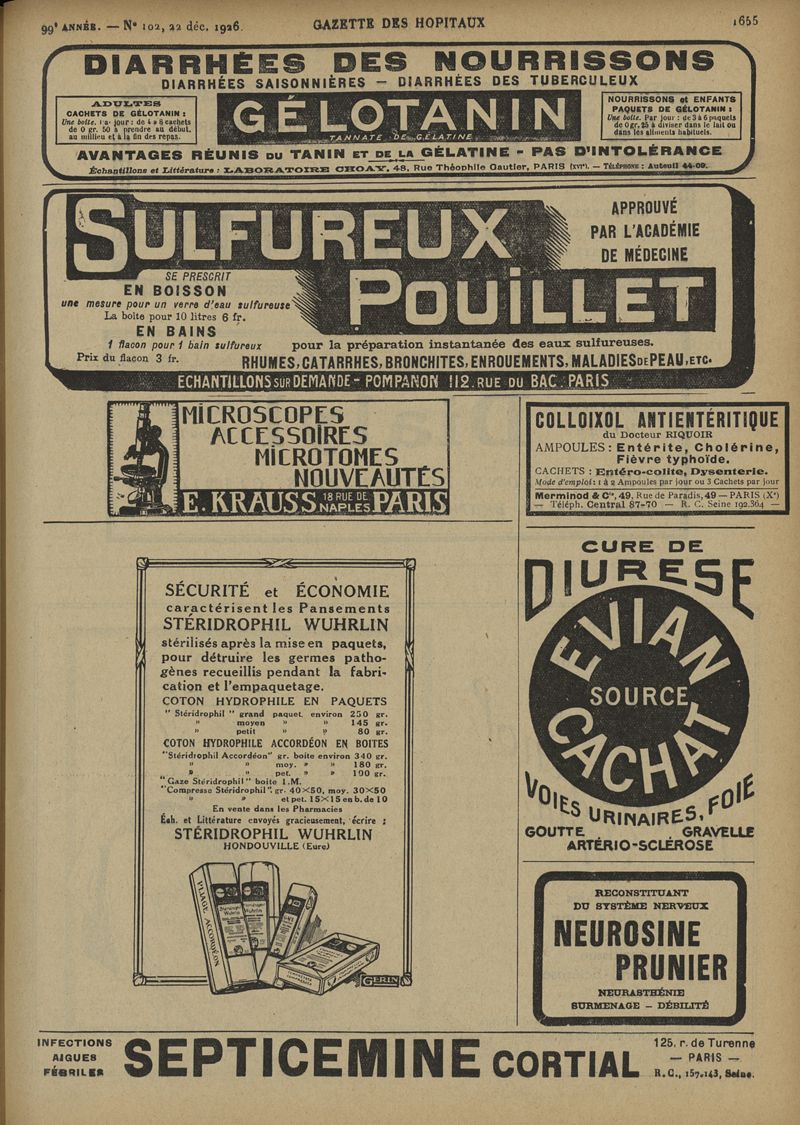 99e ANNÉE. — N° 102, 22 déc. 1926.
GAZETTE DES HOPITAUX
1655
DIARRHÉES DES NOURRISSONS
DIARRHÉES SAISONNIÈRES — DIARRHÉES DES TUBERCULEUX
ADULTES
CACHETS DE GÉLOTANIN :
Une boîte, par jour : de 4 à 8 cachets
de 0 gr. 50 à prendre au début,
au milieu et à la fin des repas.
GÉLOTANIN
TANNATE DE GÉLATINE
NOURRISSONS et ENFANTS
PAQUETS DE GÉLOTANIN :
Une boîte. Par jour : de 3 à 6 paquets
de 0 gr. 25 à diviser dans le lait ou
dans les aliments habituels.
AVANTAGES RÉUNIS DU TANIN ET DE LA GÉLATINE - PAS D'INTOLÉRANCE
Échantillons et Littérature : LABORATOIRE CHOAY, 48, Rue Théophile Gautier, PARIS (XVIe). — TÉLÉPHONE : Auteuil 44-09.
SULFUREUX
POUILLET
APPROUVÉ
PAR L'ACADÉMIE
DE MÉDECINE
SE PRESCRIT
EN BOISSON
une mesure pour un verre d'eau sulfureuse
La boîte pour 10 litres 6 fr.
EN BAINS
1 flacon pour 1 bain sulfureux
Prix du flacon 3 fr.
pour la préparation instantanée des eaux sulfureuses.
RHUMES, CATARRHES, BRONCHITES, ENROUEMENTS, MALADIES DE PEAU, ETC.
ECHANTILLONS SUR DEMANDE - POMPANON 112 RUE DU BAC. PARIS
MICROSCOPES
ACCESSOIRES
MICROTOMES
NOUVEAUTÉS
E. KRAUSS 18 RUE DE NAPLES PARIS
COLLOIXOL ANTIENTÉRITIQUE
du Docteur RIQUOIR
AMPOULES : Entérite, Cholérine,
Fièvre typhoïde.
CACHETS : Entéro-colite, Dysenterie.
Mode d'emploi : 1 à 2 Ampoules par jour ou 3 Cachets par jour
Merminod & Cie, 49, Rue de Paradis, 49 — PARIS (Xe)
— Téléph. Central 87-70 — R. C. Seine 192.364 —
SÉCURITÉ et ÉCONOMIE
caractérisent les Pansements
STÉRIDROPHIL WUHRLIN
stérilisés après la mise en paquets,
pour détruire les germes patho-
gènes recueillis pendant la fabri-
cation et l'empaquetage.
COTON HYDROPHILE EN PAQUETS
" Stéridrophil " grand paquet environ 250 gr.
" moyen " " 145 gr.
" petit " " 80 gr.
COTON HYDROPHILE ACCORDÉON EN BOITES
"Stéridrophil Accordéon" gr. boite environ 340 gr.
" " moy. " " 180 gr.
" " pet. " " 100 gr.
"Gaze Stéridrophil" boite 1.M.
"Compresse Stéridrophil" gr. 40×50, moy. 30×50
" " et pet. 15×15 en b. de 10
En vente dans les Pharmacies
Éch. et Littérature envoyés gracieusement, écrire :
STÉRIDROPHIL WUHRLIN
HONDOUVILLE (Eure)
PLIAGE ACCORDÉON
GERIN
CURE DE
DIURESE
EVIAN
SOURCE
CACHAT
VOIES URINAIRES, FOIE
GOUTTE GRAVELLE
ARTÉRIO-SCLÉROSE
RECONSTITUANT
DU SYSTÈME NERVEUX
NEUROSINE
PRUNIER
NEURASTHÉNIE
SURMENAGE — DÉBILITÉ
INFECTIONS
AIGUES
FÉBRILES
SEPTICEMINE CORTIAL
125, r. de Turenne
— PARIS —
R.C., 157.143, Seine.